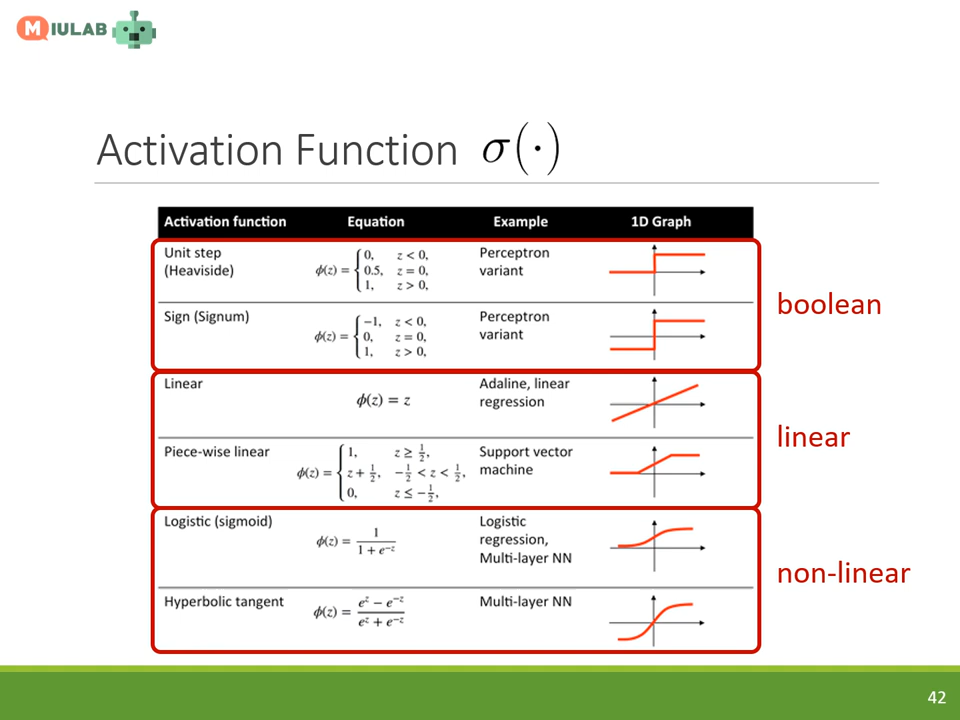 MIULAB
Activation Function σ(·)
Activation function Equation Example 1D Graph
Unit step (Heaviside) ϕ(z) = { 0, z < 0, 0.5, z = 0, 1, z > 0, Perceptron variant
boolean
Sign (Signum) ϕ(z) = { −1, z < 0, 0, z = 0, 1, z > 0, Perceptron variant
Linear ϕ(z) = z Adaline, linear regression
linear
Piece-wise linear ϕ(z) = { 1, z ≥ 1/2, z + 1/2, −1/2 < z < 1/2, 0, z ≤ −1/2, Support vector machine
Logistic (sigmoid) ϕ(z) = 1 / (1 + e^−z) Logistic regression, Multi-layer NN
non-linear
Hyperbolic tangent ϕ(z) = (e^z − e^−z) / (e^z + e^−z) Multi-layer NN
42